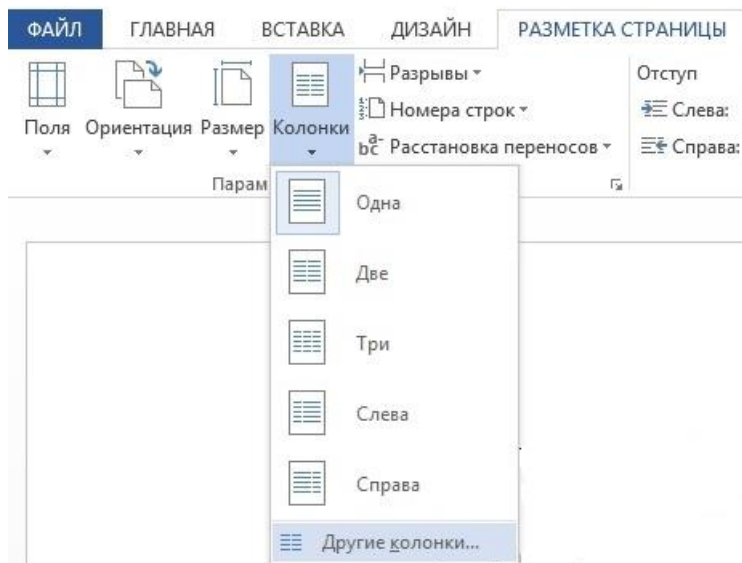 ФАЙЛ ГЛАВНАЯ ВСТАВКА ДИЗАЙН РАЗМЕТКА СТРАНИЦЫ
Поля Ориентация Размер Колонки
Разрывы
Номера строк
Расстановка переносов
Отступ
Слева:
Справа:
Парам
Одна
Две
Три
Слева
Справа
Другие колонки...